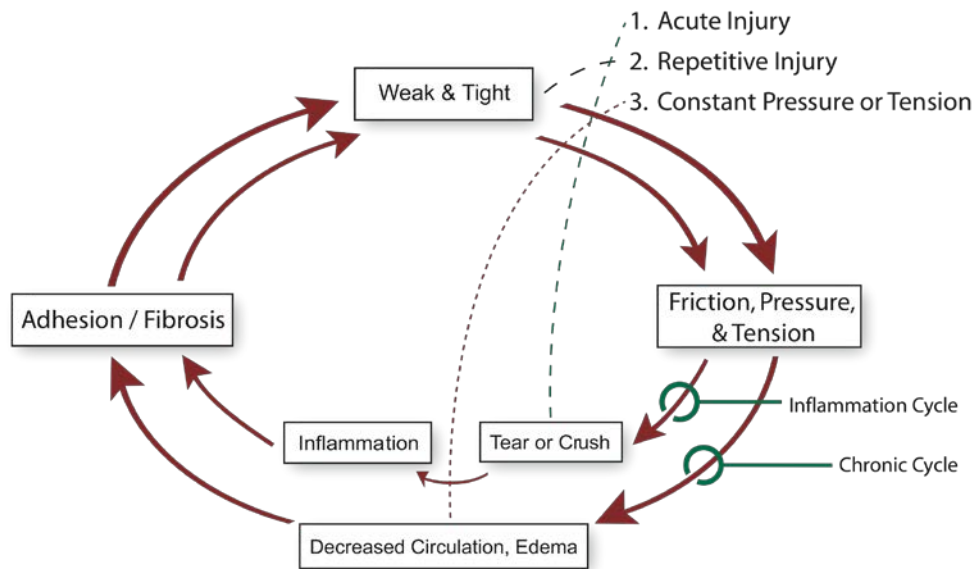 1. Acute Injury
2. Repetitive Injury
3. Constant Pressure or Tension
Weak & Tight
Adhesion / Fibrosis
Friction, Pressure,
& Tension
Inflammation Cycle
Inflammation
Tear or Crush
Chronic Cycle
Decreased Circulation, Edema